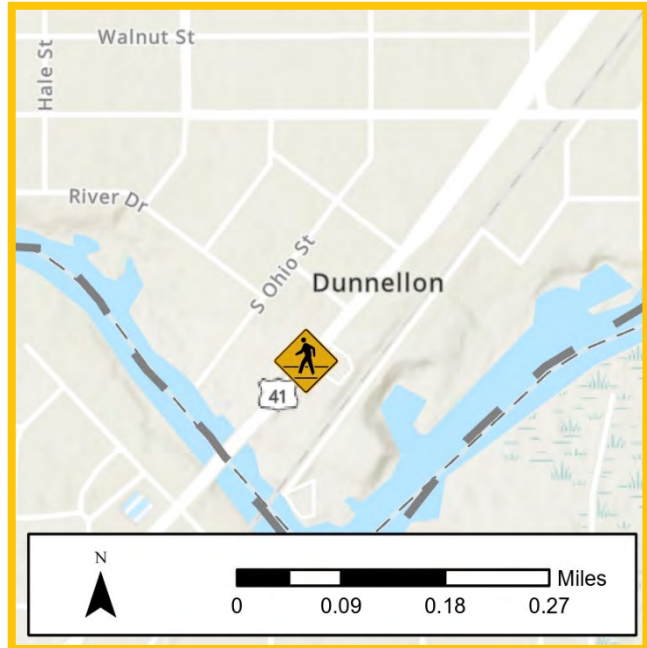 Walnut St
Hale St
River Dr
S Ohio St
Dunnellon
41
N
Miles
0 0.09 0.18 0.27